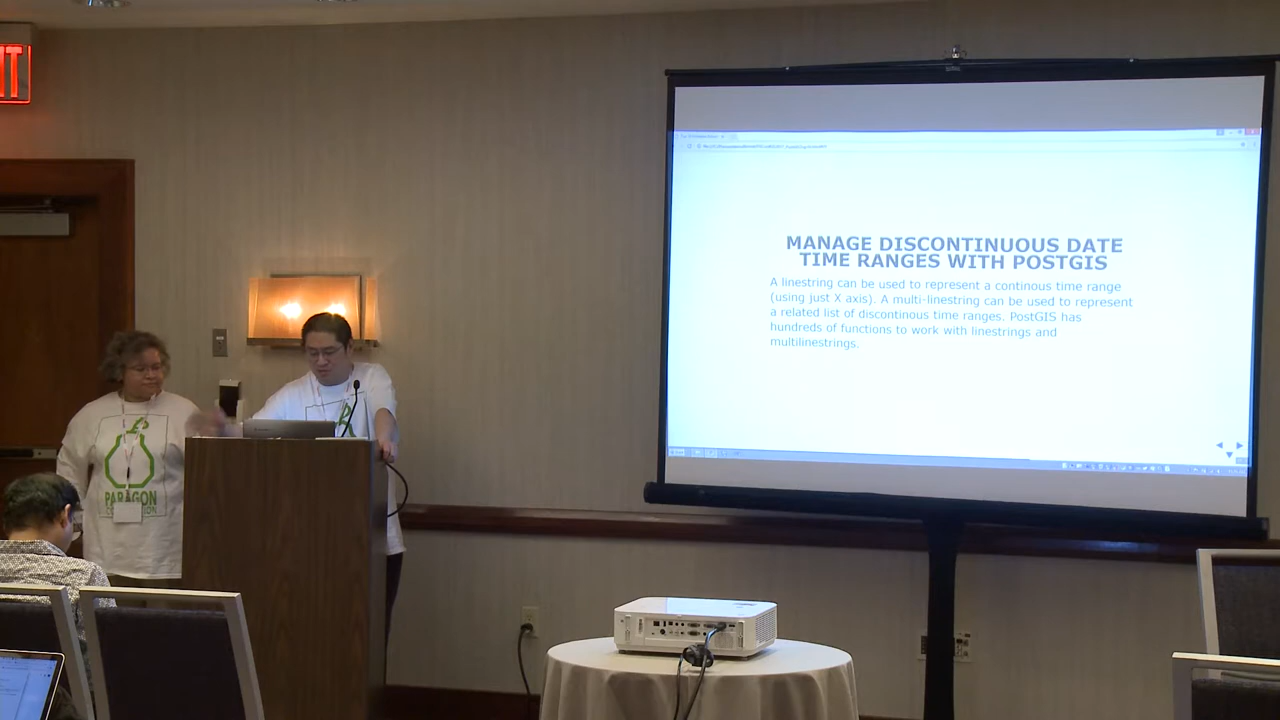 MANAGE DISCONTINUOUS DATE
TIME RANGES WITH POSTGIS
A linestring can be used to represent a continous time range
(using just X axis). A multi-linestring can be used to represent
a related list of discontinous time ranges. PostGIS has
hundreds of functions to work with linestrings and
multilinestrings.
PARAGON